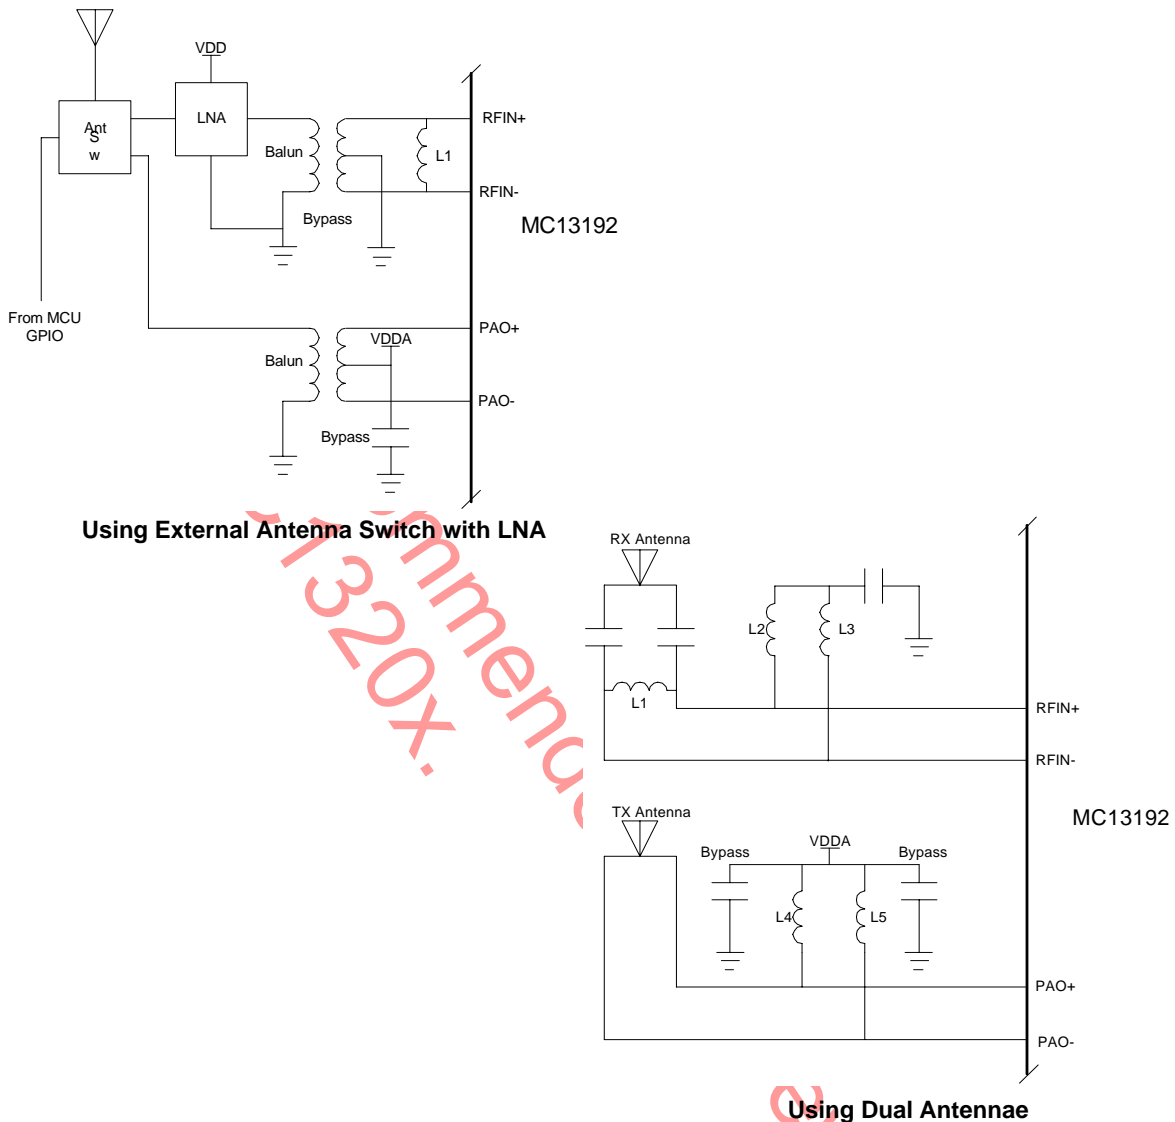 VDD
Ant
S
w
LNA
Balun
L1
RFIN+
RFIN-
Bypass
MC13192
From MCU
GPIO
Balun
VDDA
PAO+
PAO-
Bypass
Using External Antenna Switch with LNA
1320x.
RX Antenna
L2
L3
L1
RFIN+
RFIN-
MC13192
TX Antenna
Bypass
VDDA
Bypass
L4
L5
PAO+
PAO-
Using Dual Antennae